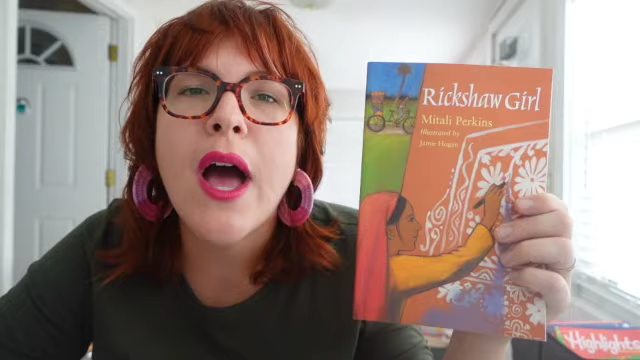 Rickshaw Girl
Mitali Perkins
Illustrated by
Jamie Hogan
Highlights